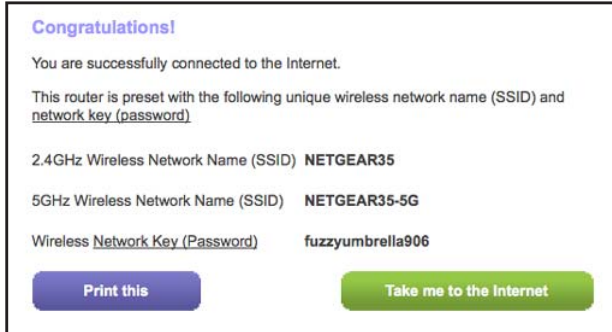 Congratulations!
You are successfully connected to the Internet.
This router is preset with the following unique wireless network name (SSID) and
network key (password)
2.4GHz Wireless Network Name (SSID) NETGEAR35
5GHz Wireless Network Name (SSID) NETGEAR35-5G
Wireless Network Key (Password) fuzzyumbrella906
Print this Take me to the Internet